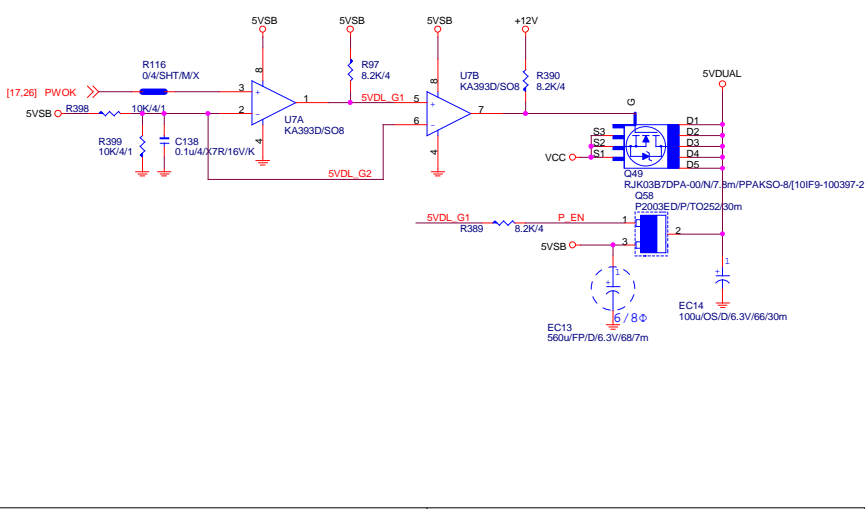 5VSB
5VSB
5VSB
+12V
5VDUAL
R116
0/4/SHT/M/X
R97
8.2K/4
U7B
KA393D/SO8
R390
8.2K/4
[17,26] PWOK
8
3
+
1
5VDL_G1
5
+
8
7
G
5VSB
R398
10K/4/1
2
−
U7A
KA393D/SO8
6
−
4
4
R399
10K/4/1
C138
0.1u/4/X7R/16V/K
5VDL_G2
S3
S2
S1
D1
D2
D3
D4
D5
VCC
Q49
RJK03B7DPA-00/N/7.8m/PPAKSO-8/[10IF9-100397-2
Q58
P2003ED/P/TO252/30m
5VDL_G1
R389
8.2K/4
P_EN
1
2
5VSB
3
1
+
6/8Φ
EC13
560u/FP/D/6.3V/68/7m
1
+
EC14
100u/OS/D/6.3V/66/30m